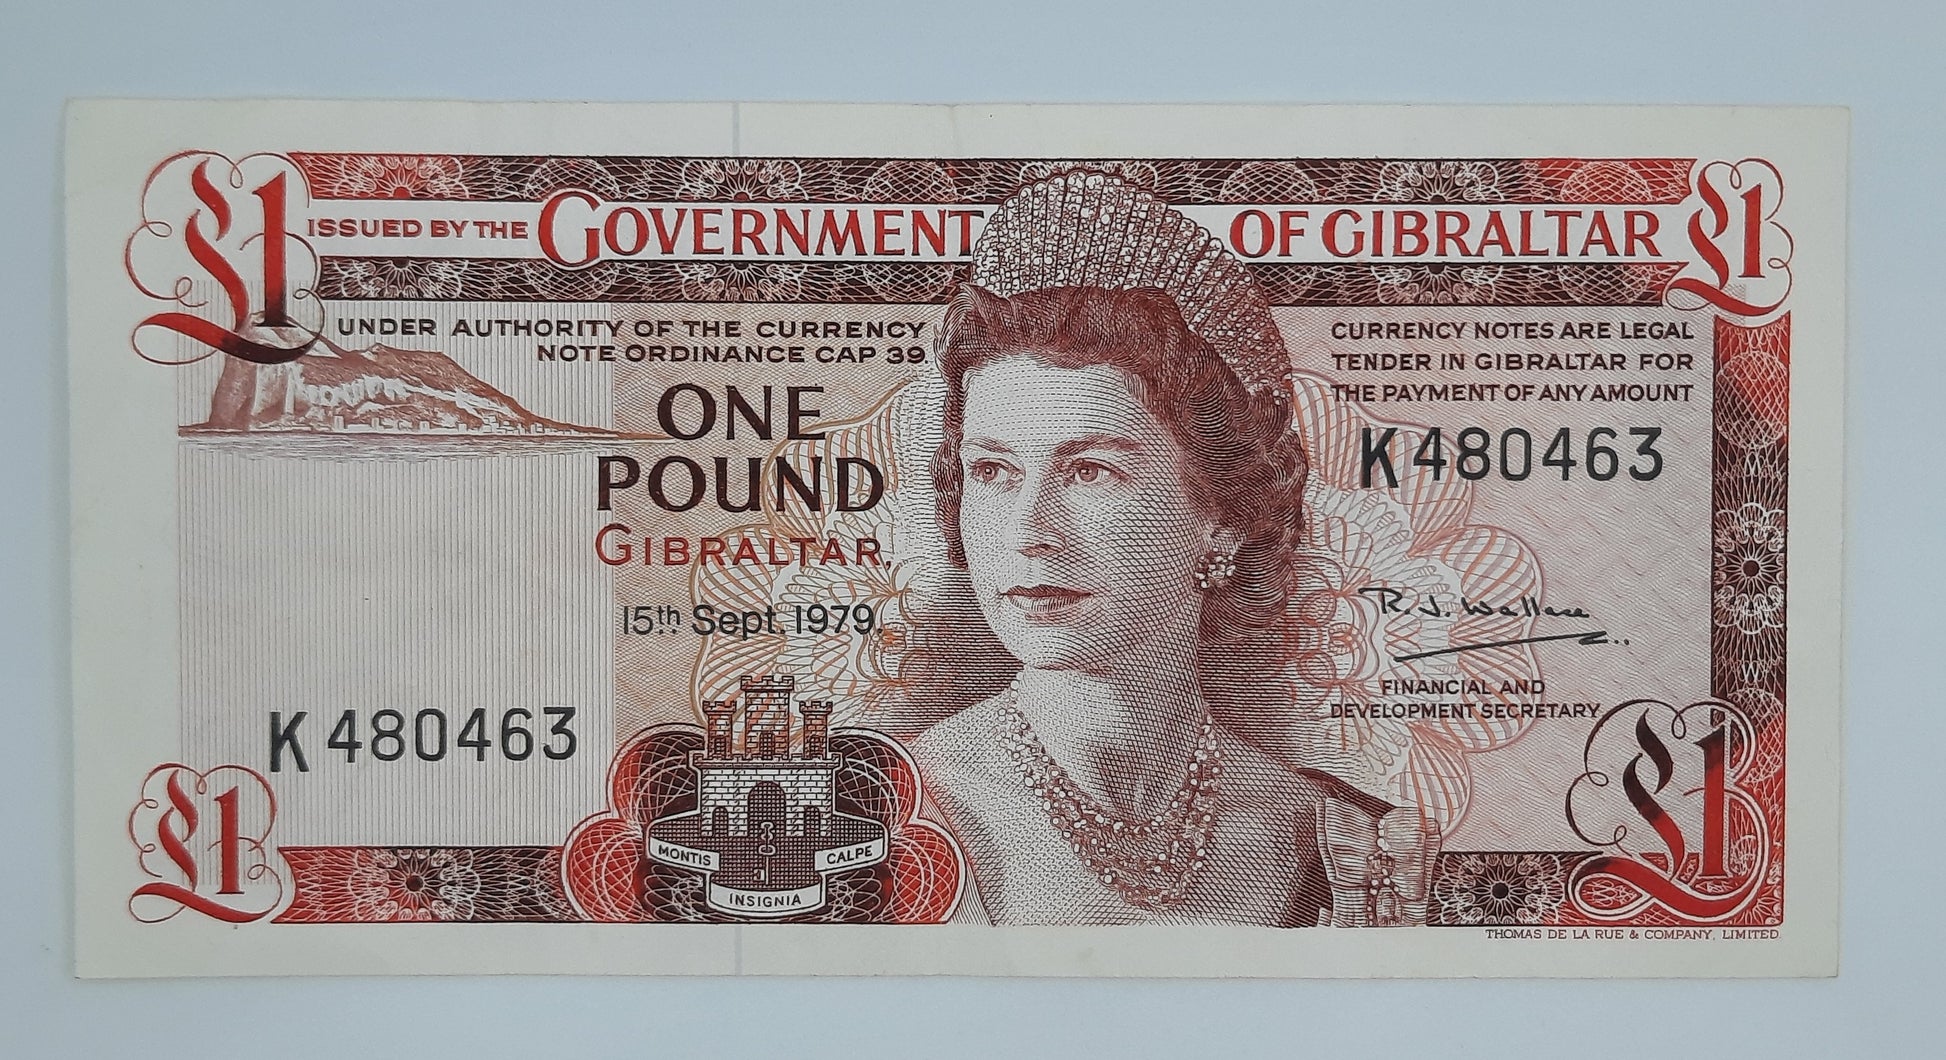 £1
ISSUED BY THE GOVERNMENT OF GIBRALTAR
£1
UNDER AUTHORITY OF THE CURRENCY
NOTE ORDINANCE CAP 39.
ONE
POUND
GIBRALTAR,
15th Sept. 1979.
CURRENCY NOTES ARE LEGAL
TENDER IN GIBRALTAR FOR
THE PAYMENT OF ANY AMOUNT
K480463
R. J. Wallace
FINANCIAL AND
DEVELOPMENT SECRETARY
K480463
£1
MONTIS
CALPE
INSIGNIA
£1
THOMAS DE LA RUE & COMPANY, LIMITED.